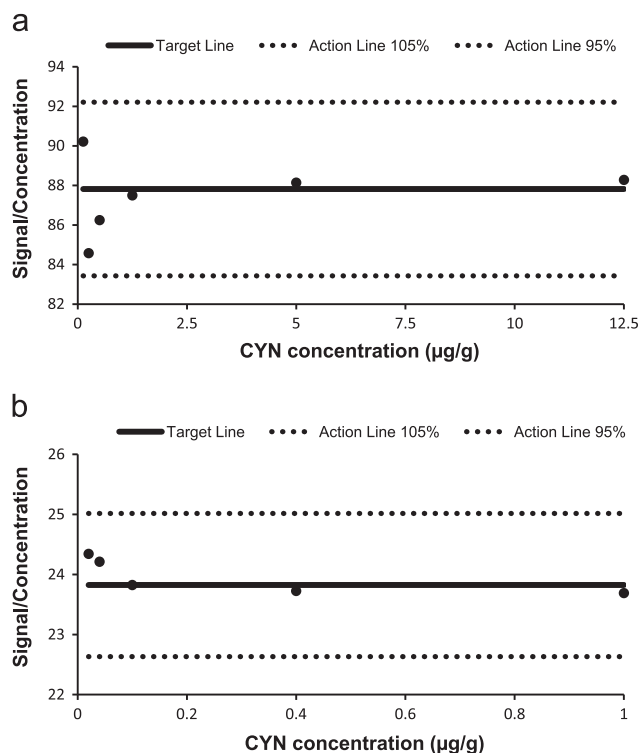 a
Target Line Action Line 105% Action Line 95%
94
92
90
88
86
84
82
Signal/Concentration
0 2.5 5 7.5 10 12.5
CYN concentration (µg/g)
b
Target Line Action Line 105% Action Line 95%
26
25
24
23
22
Signal/Concentration
0 0.2 0.4 0.6 0.8 1
CYN concentration (µg/g)